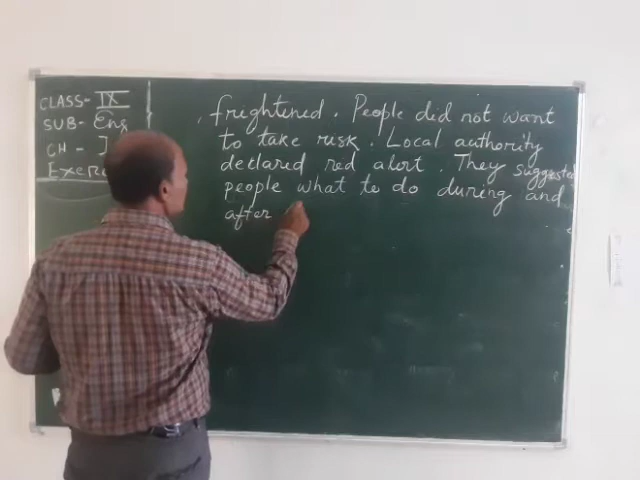 CLASS- IX
SUB- Eng
CH -
frightened. People did not want
to take risk. Local authority
declared red alert. They suggested
people what to do during and
after